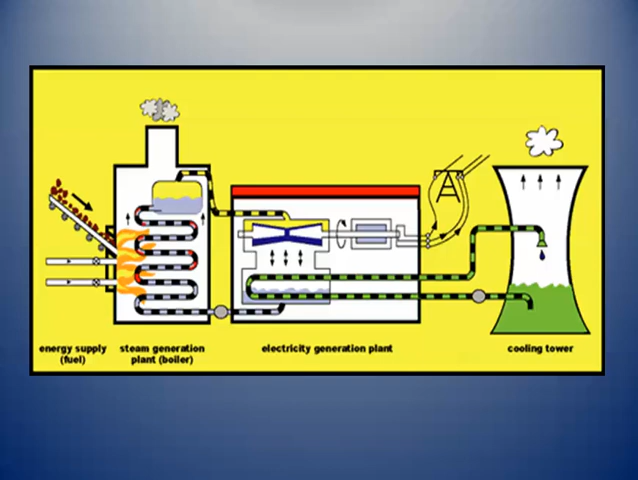 energy supply
(fuel)
steam generation
plant (boiler)
electricity generation plant
cooling tower